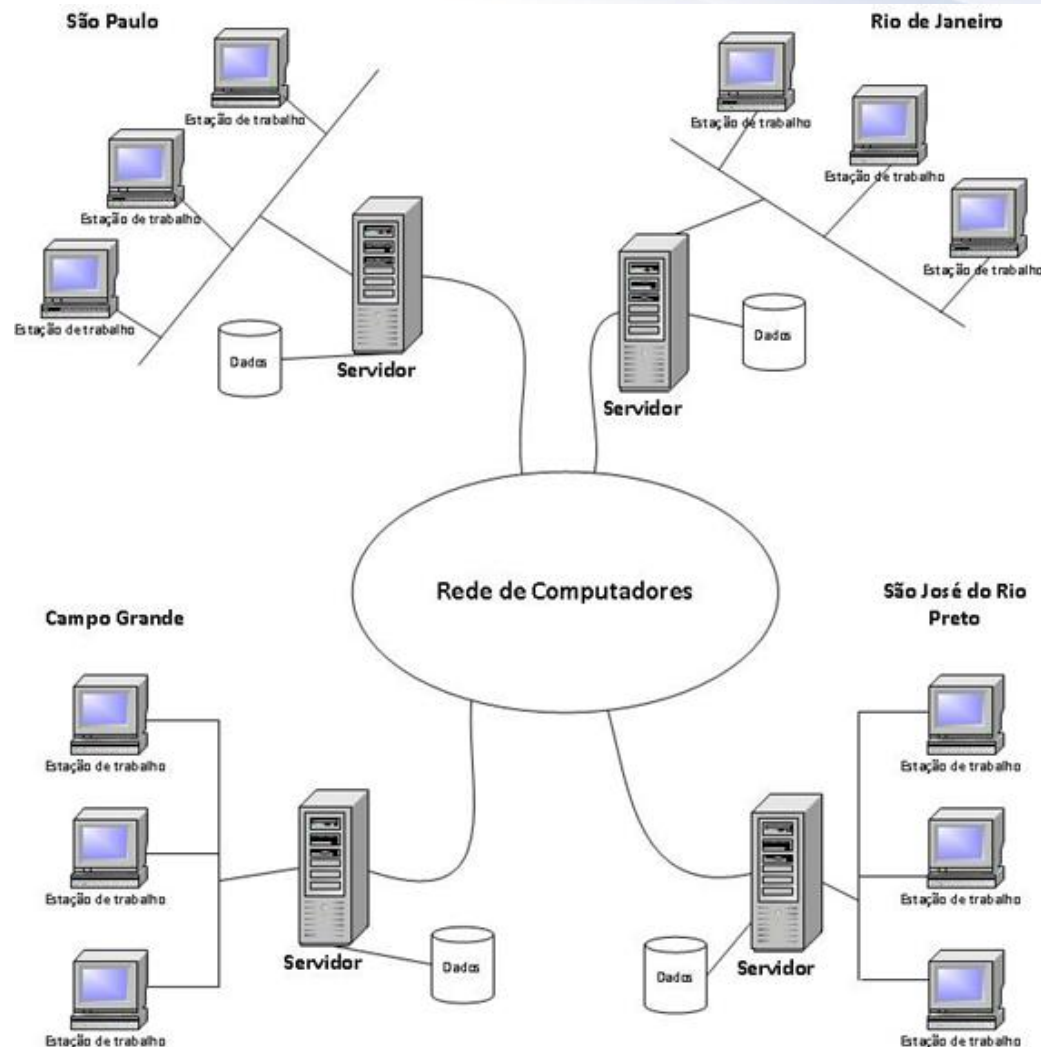 São Paulo
Estação de trabalho
Estação de trabalho
Estação de trabalho
Dados
Servidor
Rio de Janeiro
Estação de trabalho
Estação de trabalho
Estação de trabalho
Dados
Servidor
Rede de Computadores
Campo Grande
Estação de trabalho
Estação de trabalho
Estação de trabalho
Servidor
Dados
São José do Rio
Preto
Estação de trabalho
Estação de trabalho
Estação de trabalho
Servidor
Dados